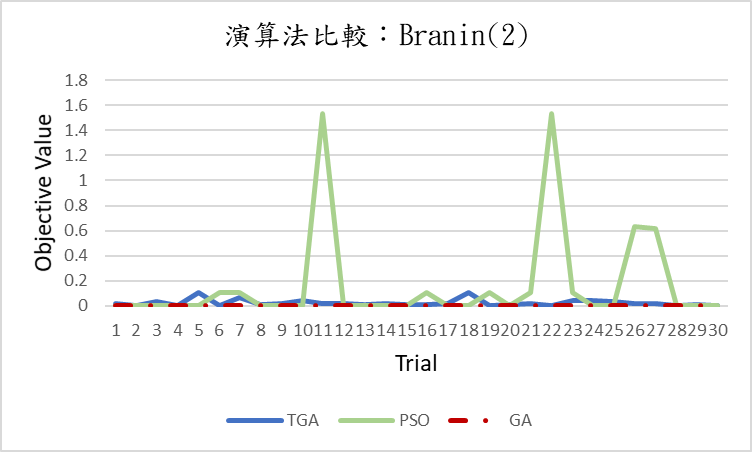 演算法比較：Branin(2)
1.8
1.6
1.4
1.2
1
0.8
0.6
0.4
0.2
0
Objective Value
1 2 3 4 5 6 7 8 9 10 11 12 13 14 15 16 17 18 19 20 21 22 23 24 25 26 27 28 29 30
Trial
TGA PSO GA